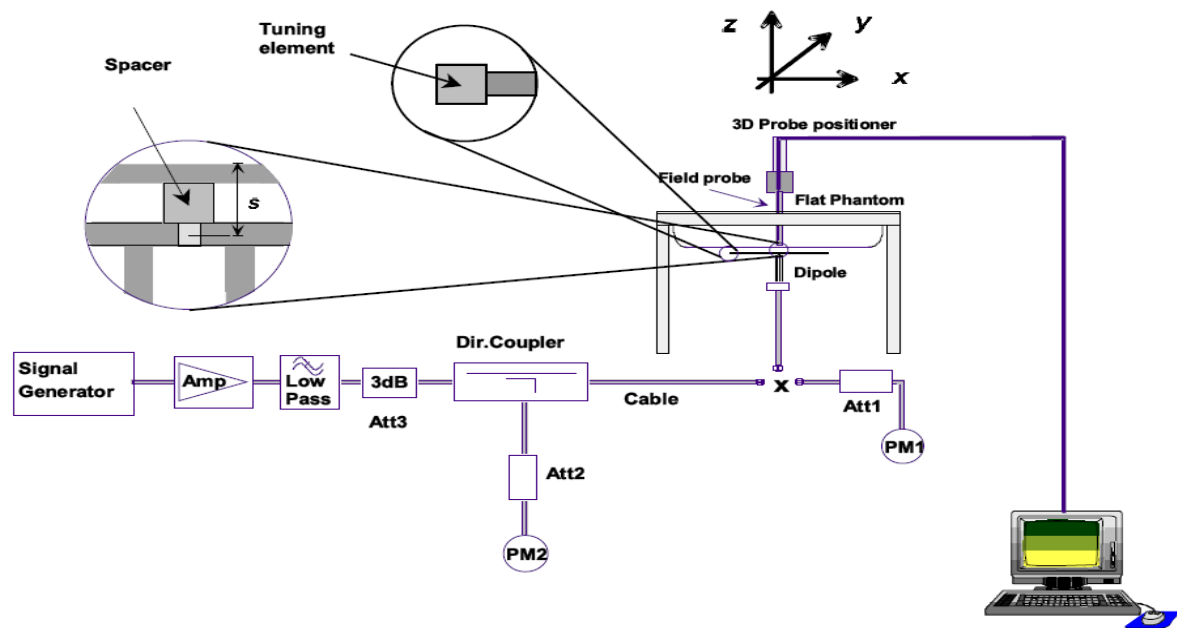 Tuning
element
Spacer
s
z
y
x
3D Probe positioner
Field probe
Flat Phantom
Dipole
Dir.Coupler
Signal
Generator
Amp
Low
Pass
3dB
Att3
Cable
x
Att1
PM1
Att2
PM2